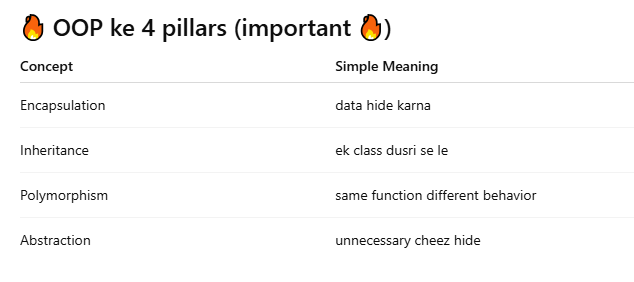 🔥 OOP ke 4 pillars (important 🔥)
Concept Simple Meaning
Encapsulation data hide karna
Inheritance ek class dusri se le
Polymorphism same function different behavior
Abstraction unnecessary cheez hide